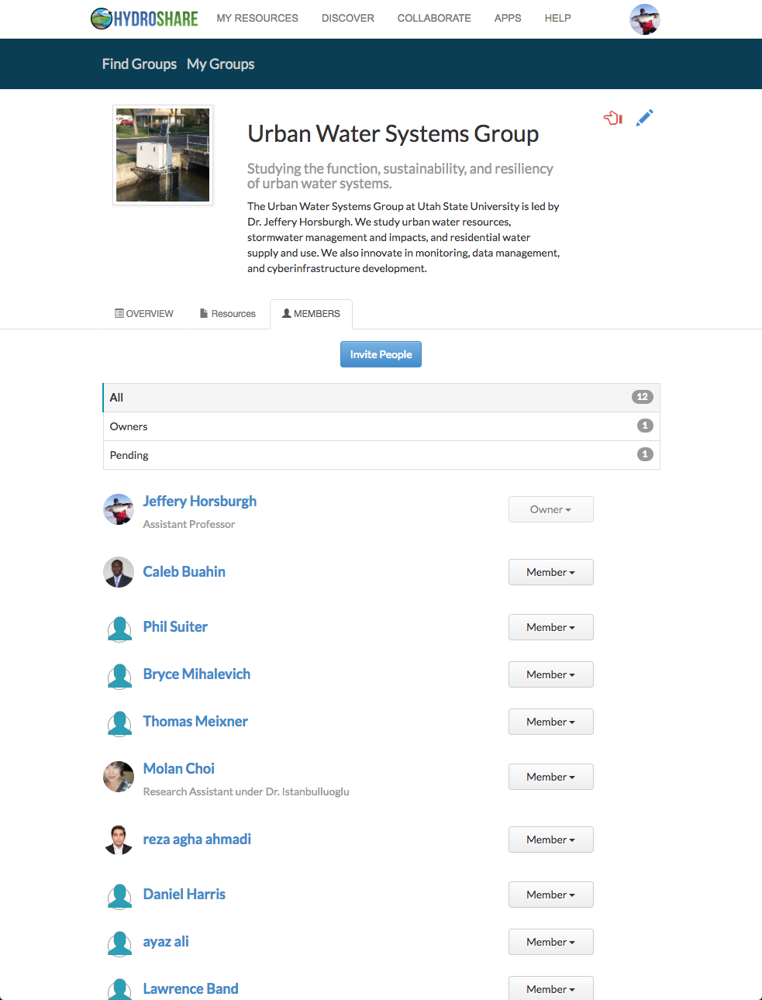 HYDROSHARE MY RESOURCES DISCOVER COLLABORATE APPS HELP
Find Groups My Groups
Urban Water Systems Group
Studying the function, sustainability, and resiliency
of urban water systems.
The Urban Water Systems Group at Utah State University is led by
Dr. Jeffery Horsburgh. We study urban water resources,
stormwater management and impacts, and residential water
supply and use. We also innovate in monitoring, data management,
and cyberinfrastructure development.
OVERVIEW Resources MEMBERS
Invite People
All 12
Owners 1
Pending 1
Jeffery Horsburgh Owner
Assistant Professor
Caleb Buahin Member
Phil Suiter Member
Bryce Mihalevich Member
Thomas Meixner Member
Molan Choi Member
Research Assistant under Dr. Istanbulluoglu
reza agha ahmadi Member
Daniel Harris Member
ayaz ali Member
Lawrence Band Member